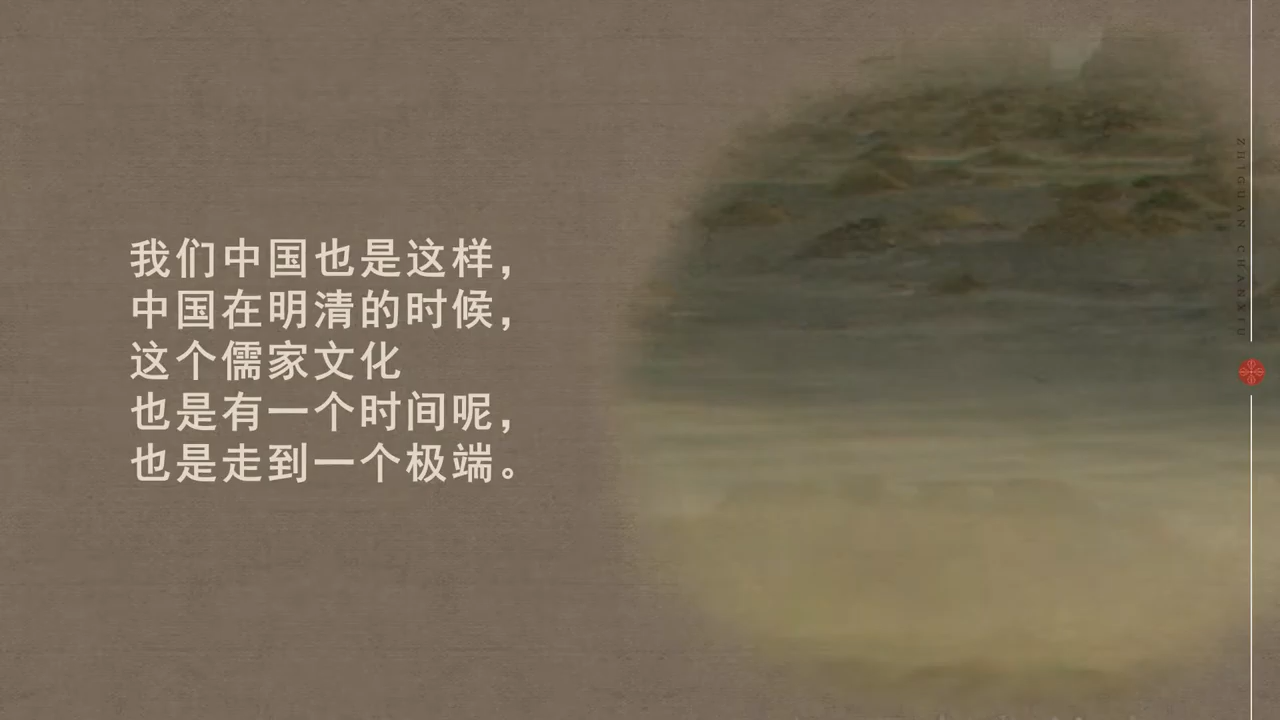 我们中国也是这样，
中国在明清的时候，
这个儒家文化
也是有一个时间呢，
也是走到一个极端。
ZHIGUAN CHANXIU